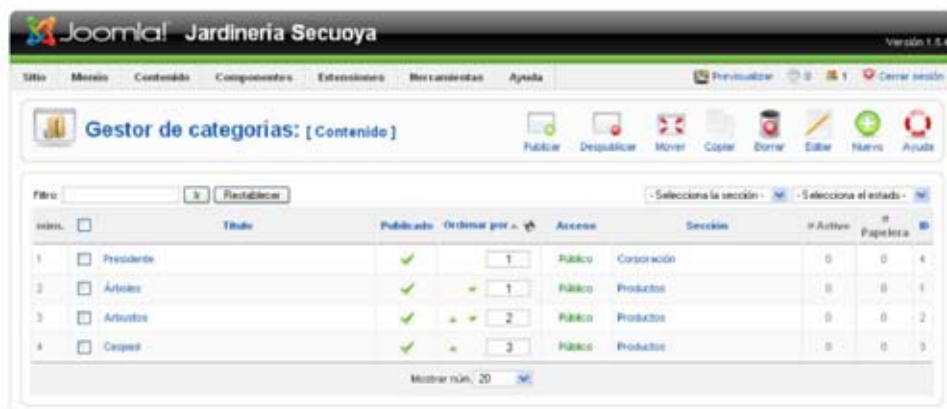 Joomla! Jardinería Secuoya
Versión 1.5.
Sitio Menús Contenido Componentes Extensiones Herramientas Ayuda Previsualizar 0 1 Cerrar sesión
Gestor de categorías: [ Contenido ]
Publicar Despublicar Mover Copiar Borrar Editar Nuevo Ayuda
Filtro: Ir Restablecer - Selecciona la sección - - Selecciona el estado -
núm. Título Publicado Ordenar por Acceso Sección # Activo # Papelera ID
1 Presidente 1 Público Corporación 0 0 4
2 Árboles 1 Público Productos 0 0 1
3 Arbustos 2 Público Productos 0 0 2
4 Cesped 3 Público Productos 0 0 3
Mostrar núm. 20